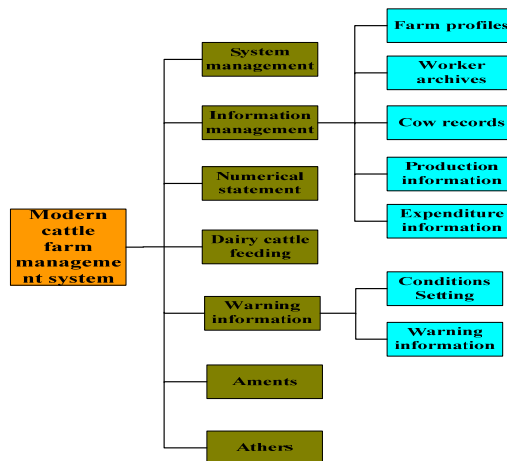 Modern
cattle
farm
manageme
nt system
System
management
Information
management
Numerical
statement
Dairy cattle
feeding
Warning
information
Aments
Athers
Farm profiles
Worker
archives
Cow records
Production
information
Expenditure
information
Conditions
Setting
Warning
information